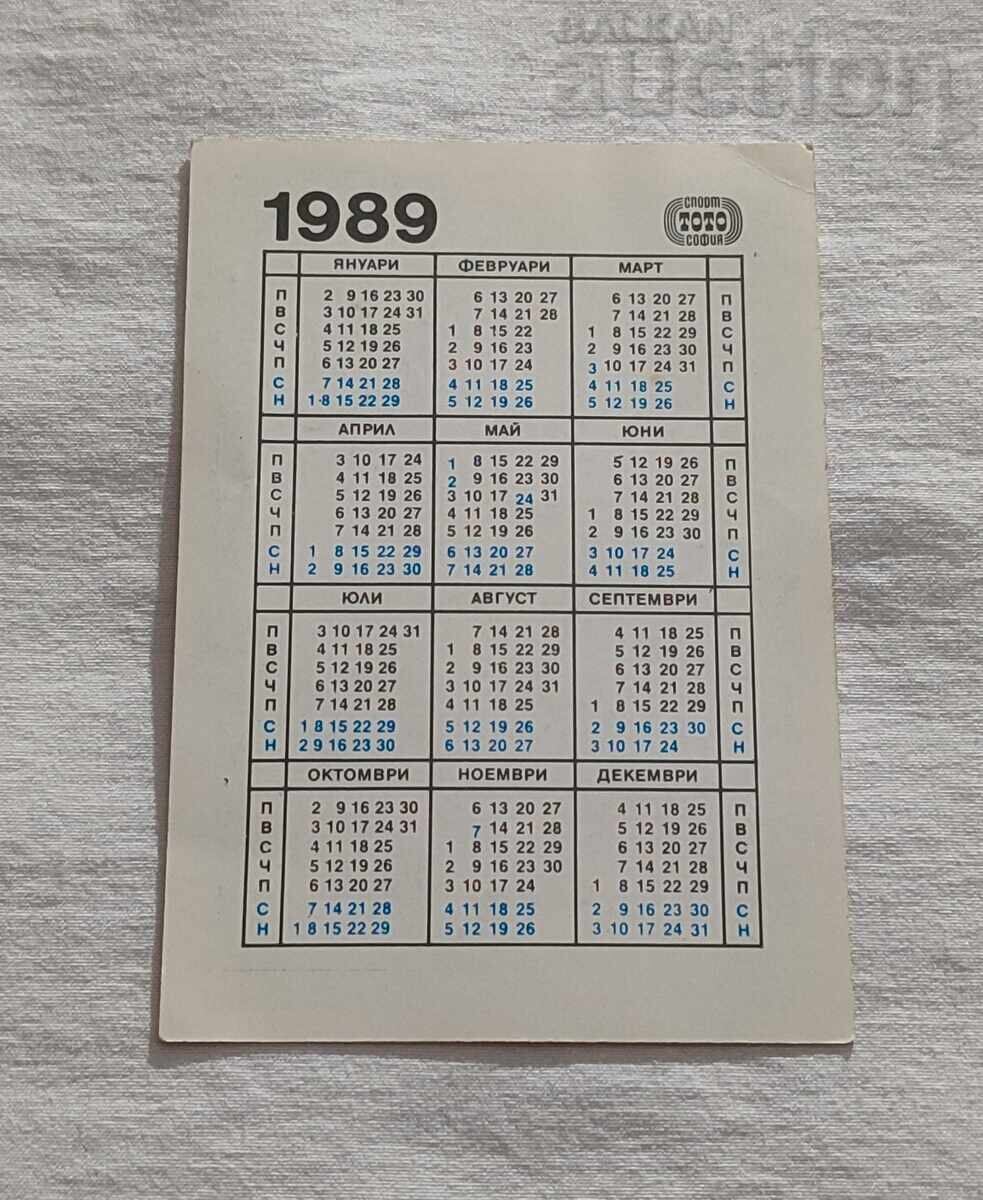 BALKAN
auction
1989
СПОРТ
ТОТО
СОФИЯ
ЯНУАРИ ФЕВРУАРИ МАРТ
П 2 9 16 23 30 6 13 20 27 6 13 20 27 П
В 3 10 17 24 31 7 14 21 28 7 14 21 28 В
С 4 11 18 25 1 8 15 22 1 8 15 22 29 С
Ч 5 12 19 26 2 9 16 23 2 9 16 23 30 Ч
П 6 13 20 27 3 10 17 24 3 10 17 24 31 П
С 7 14 21 28 4 11 18 25 4 11 18 25 С
Н 1·8 15 22 29 5 12 19 26 5 12 19 26 Н
АПРИЛ МАЙ ЮНИ
П 3 10 17 24 1 8 15 22 29 5 12 19 26 П
В 4 11 18 25 2 9 16 23 30 6 13 20 27 В
С 5 12 19 26 3 10 17 24 31 7 14 21 28 С
Ч 6 13 20 27 4 11 18 25 1 8 15 22 29 Ч
П 7 14 21 28 5 12 19 26 2 9 16 23 30 П
С 1 8 15 22 29 6 13 20 27 3 10 17 24 С
Н 2 9 16 23 30 7 14 21 28 4 11 18 25 Н
ЮЛИ АВГУСТ СЕПТЕМВРИ
П 3 10 17 24 31 7 14 21 28 4 11 18 25 П
В 4 11 18 25 1 8 15 22 29 5 12 19 26 В
С 5 12 19 26 2 9 16 23 30 6 13 20 27 С
Ч 6 13 20 27 3 10 17 24 31 7 14 21 28 Ч
П 7 14 21 28 4 11 18 25 1 8 15 22 29 П
С 1 8 15 22 29 5 12 19 26 2 9 16 23 30 С
Н 2 9 16 23 30 6 13 20 27 3 10 17 24 Н
ОКТОМВРИ НОЕМВРИ ДЕКЕМВРИ
П 2 9 16 23 30 6 13 20 27 4 11 18 25 П
В 3 10 17 24 31 7 14 21 28 5 12 19 26 В
С 4 11 18 25 1 8 15 22 29 6 13 20 27 С
Ч 5 12 19 26 2 9 16 23 30 7 14 21 28 Ч
П 6 13 20 27 3 10 17 24 1 8 15 22 29 П
С 7 14 21 28 4 11 18 25 2 9 16 23 30 С
Н 1 8 15 22 29 5 12 19 26 3 10 17 24 31 Н